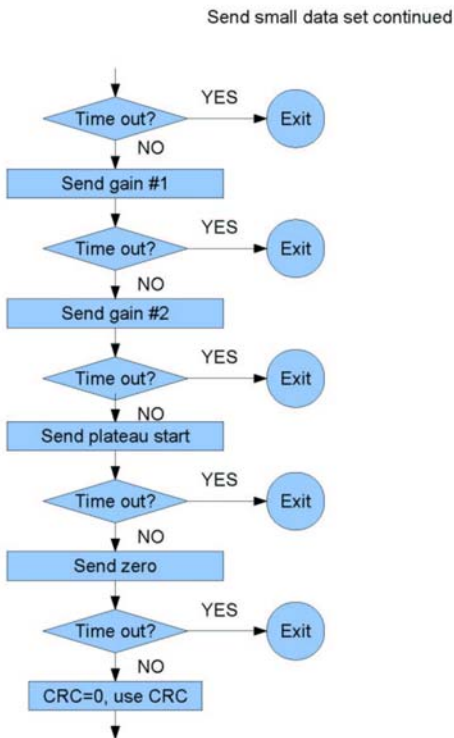 Send small data set continued
YES
Time out?
Exit
NO
Send gain #1
YES
Time out?
Exit
NO
Send gain #2
YES
Time out?
Exit
NO
Send plateau start
YES
Time out?
Exit
NO
Send zero
YES
Time out?
Exit
NO
CRC=0, use CRC